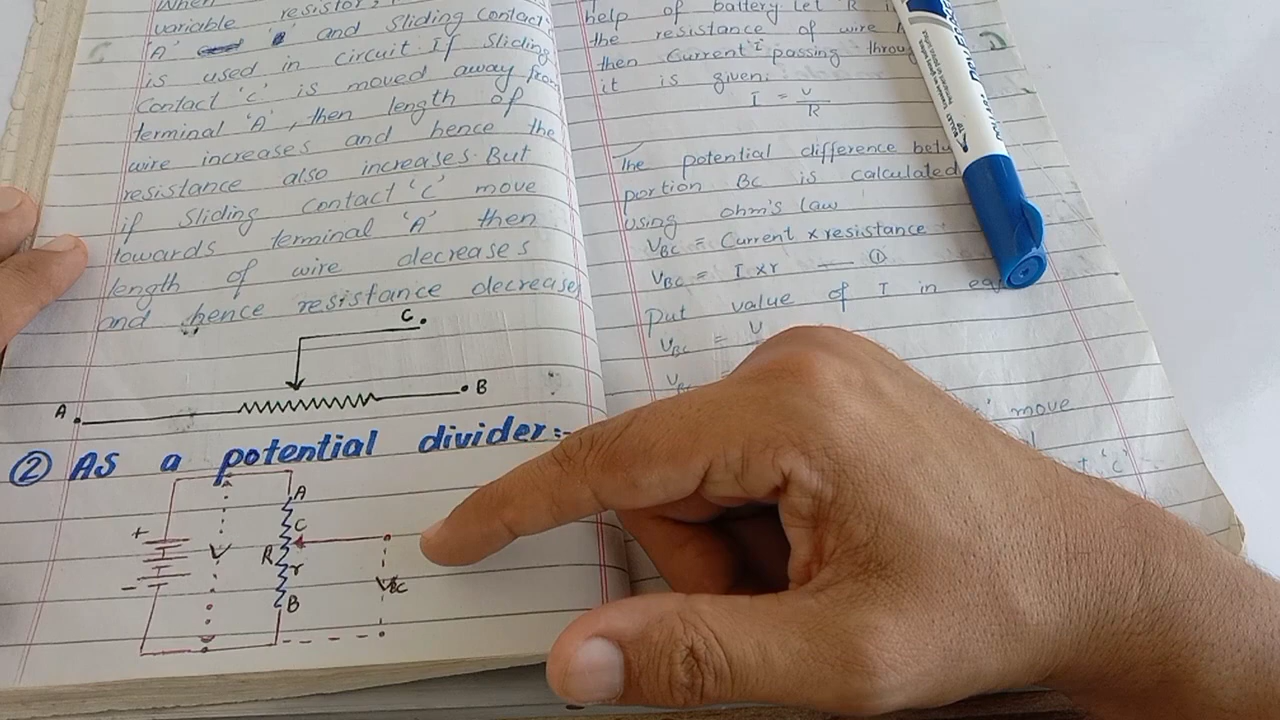 When
variable resistor,
'A' and Sliding Contact
is used in circuit. If Sliding
Contact 'c' is moved away from
terminal 'A', then length of
wire increases and hence the
resistance also increases. But
if Sliding contact 'c' move
towards terminal 'A' then
length of wire decreases
and hence resistance decrease
C
A
B
② As a potential divider:-
A
+
C
V
R
r
VBC
-
B
help of battery. Let R
the resistance of wire
then Current I passing throu
it is given:
I = v
R
The potential difference betw
portion BC is calculated
Using ohm's law
VBC = Current × resistance
VBC = I × r — ①
Put value of I in eq
VBC = V
move
'c'